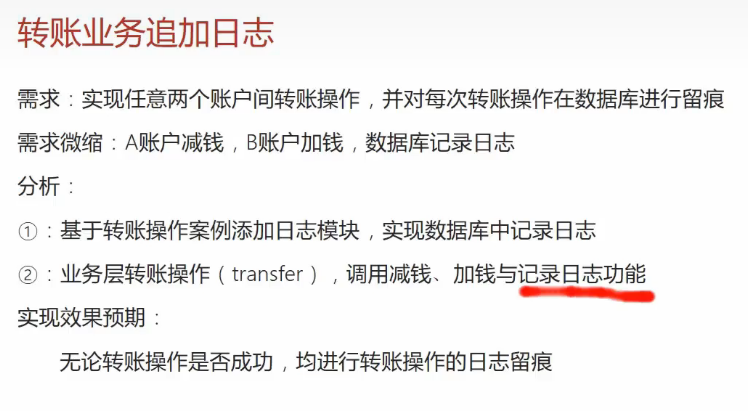 转账业务追加日志
需求：实现任意两个账户间转账操作，并对每次转账操作在数据库进行留痕
需求微缩：A账户减钱，B账户加钱，数据库记录日志
分析：
①：基于转账操作案例添加日志模块，实现数据库中记录日志
②：业务层转账操作（transfer），调用减钱、加钱与记录日志功能
实现效果预期：
无论转账操作是否成功，均进行转账操作的日志留痕